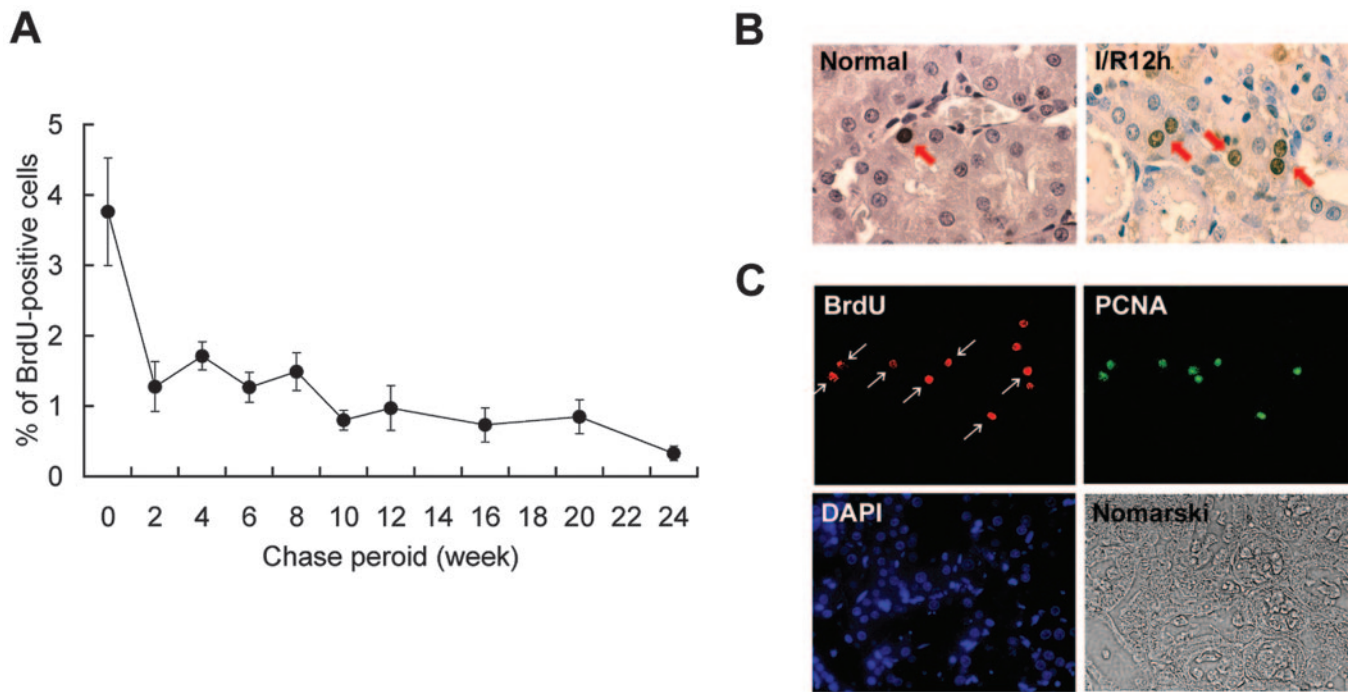 A
% of BrdU-positive cells
5
4
3
2
1
0
0 2 4 6 8 10 12 14 16 18 20 22 24
Chase peroid (week)
B
Normal
I/R12h
C
BrdU
PCNA
DAPI
Nomarski